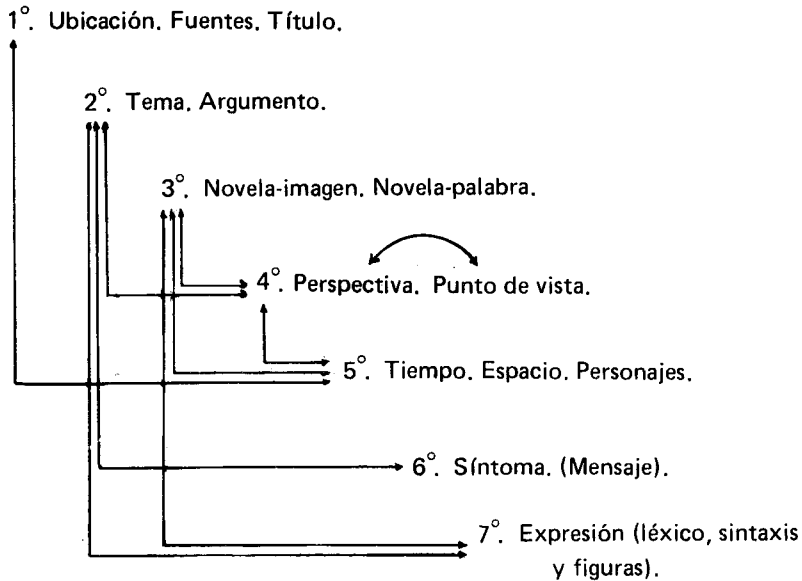 1°. Ubicación. Fuentes. Título.
2°. Tema. Argumento.
3°. Novela-imagen. Novela-palabra.
4°. Perspectiva. Punto de vista.
5°. Tiempo. Espacio. Personajes.
6°. Síntoma. (Mensaje).
7°. Expresión (léxico, sintaxis
y figuras).